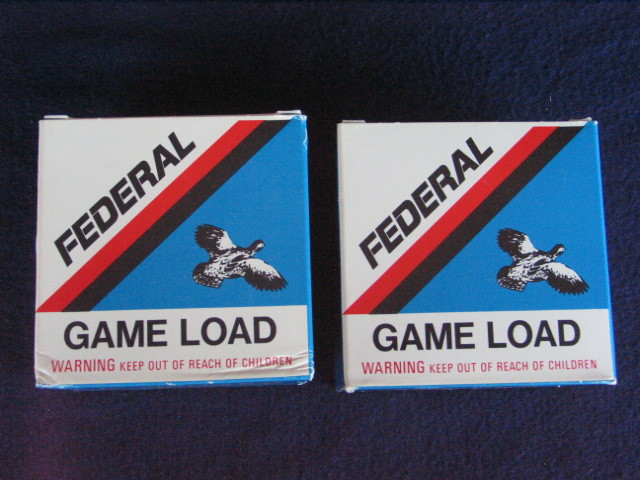 FEDERAL
GAME LOAD
WARNING KEEP OUT OF REACH OF CHILDREN
FEDERAL
GAME LOAD
WARNING KEEP OUT OF REACH OF CHILDREN